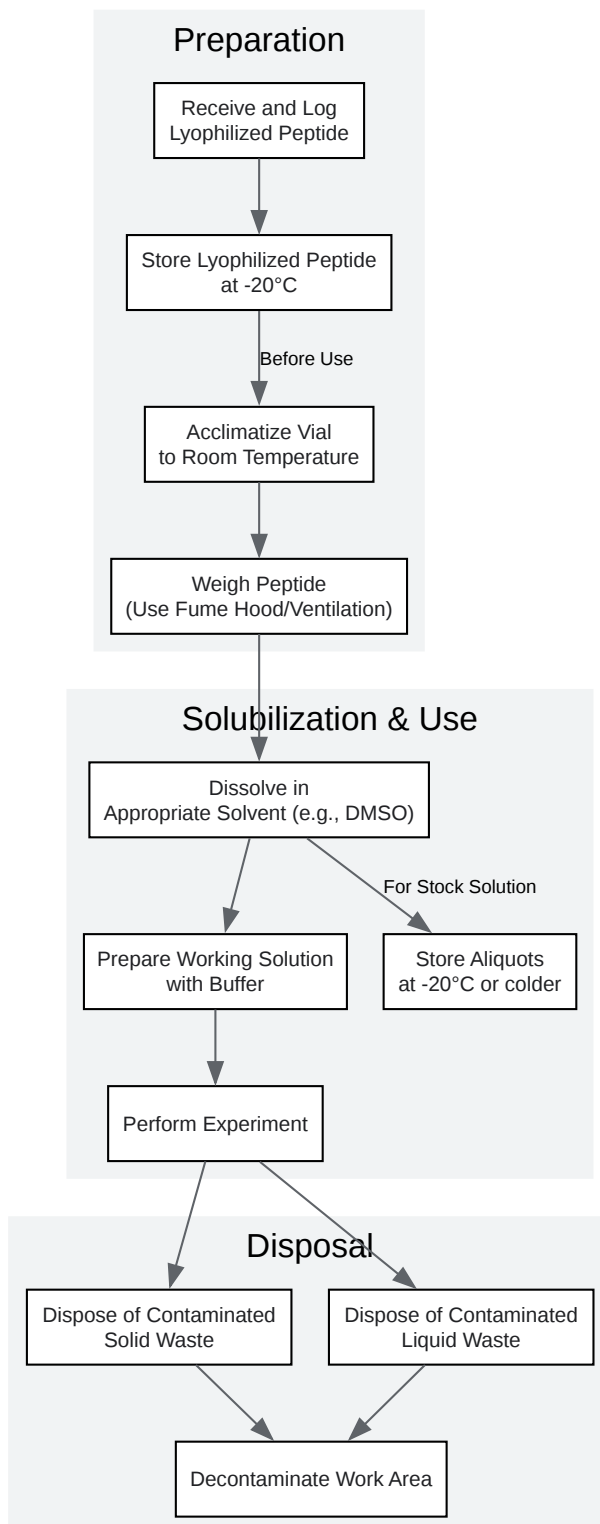 Preparation
Receive and Log
Lyophilized Peptide
Store Lyophilized Peptide
at -20°C
Before Use
Acclimatize Vial
to Room Temperature
Weigh Peptide
(Use Fume Hood/Ventilation)
Solubilization & Use
Dissolve in
Appropriate Solvent (e.g., DMSO)
For Stock Solution
Prepare Working Solution
with Buffer
Store Aliquots
at -20°C or colder
Perform Experiment
Disposal
Dispose of Contaminated
Solid Waste
Dispose of Contaminated
Liquid Waste
Decontaminate Work Area